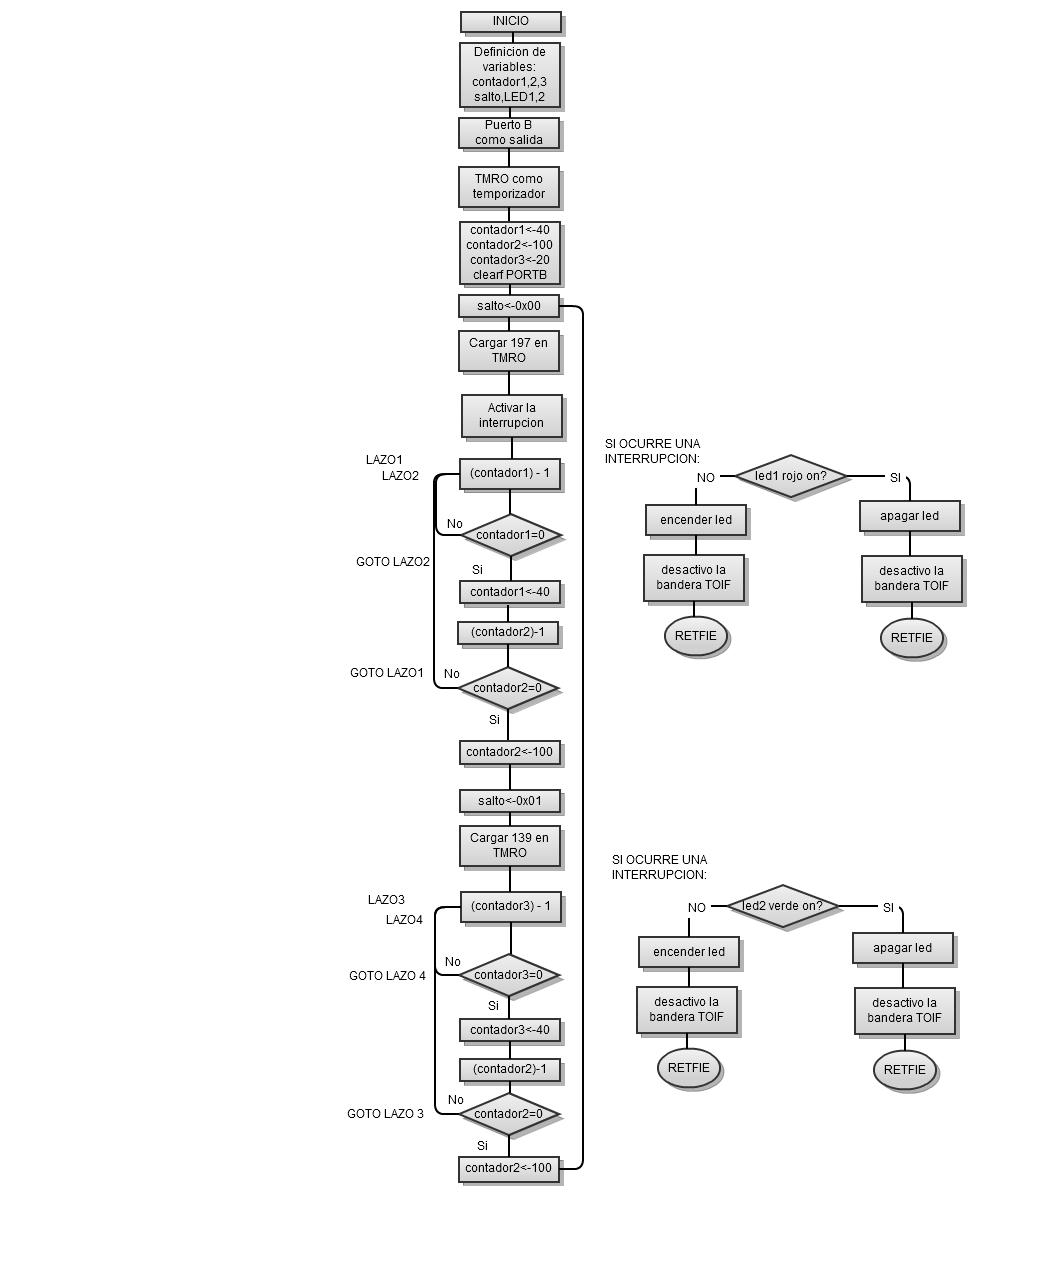 INICIO
Definicion de
variables:
contador1,2,3
salto,LED1,2
Puerto B
como salida
TMRO como
temporizador
contador1<-40
contador2<-100
contador3<-20
clearf PORTB
salto<-0x00
Cargar 197 en
TMRO
Activar la
interrupcion
LAZO1
LAZO2
(contador1) - 1
No
contador1=0
GOTO LAZO2
Si
contador1<-40
(contador2)-1
GOTO LAZO1
No
contador2=0
Si
contador2<-100
salto<-0x01
Cargar 139 en
TMRO
LAZO3
LAZO4
(contador3) - 1
No
contador3=0
GOTO LAZO 4
Si
contador3<-40
(contador2)-1
No
contador2=0
GOTO LAZO 3
Si
contador2<-100
SI OCURRE UNA
INTERRUPCION:
led1 rojo on?
NO
SI
encender led
apagar led
desactivo la
bandera TOIF
desactivo la
bandera TOIF
RETFIE
RETFIE
SI OCURRE UNA
INTERRUPCION:
led2 verde on?
NO
SI
encender led
apagar led
desactivo la
bandera TOIF
desactivo la
bandera TOIF
RETFIE
RETFIE